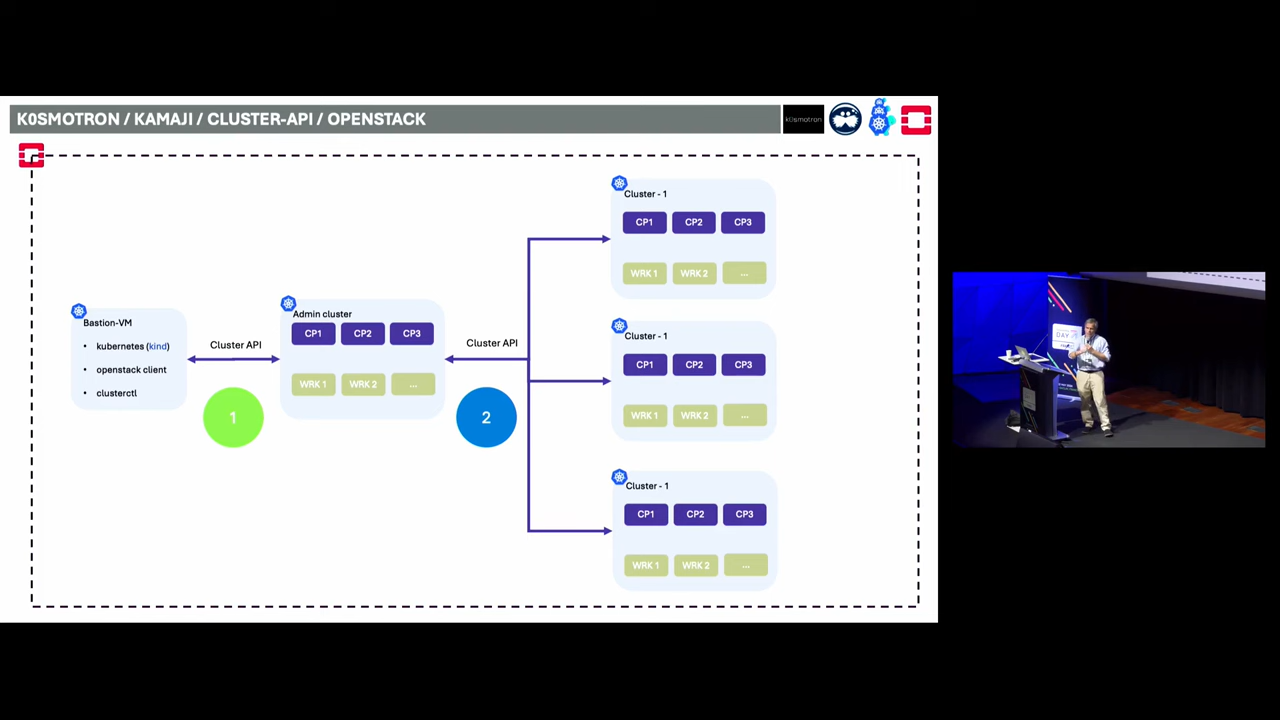 K0SMOTRON / KAMAJI / CLUSTER-API / OPENSTACK
k0smotron
Bastion-VM
• kubernetes (kind)
• openstack client
• clusterctl
Cluster API
1
Admin cluster
CP1 CP2 CP3
WRK 1 WRK 2 ...
Cluster API
2
Cluster - 1
CP1 CP2 CP3
WRK 1 WRK 2 ...
Cluster - 1
CP1 CP2 CP3
WRK 1 WRK 2 ...
Cluster - 1
CP1 CP2 CP3
WRK 1 WRK 2 ...
DAY